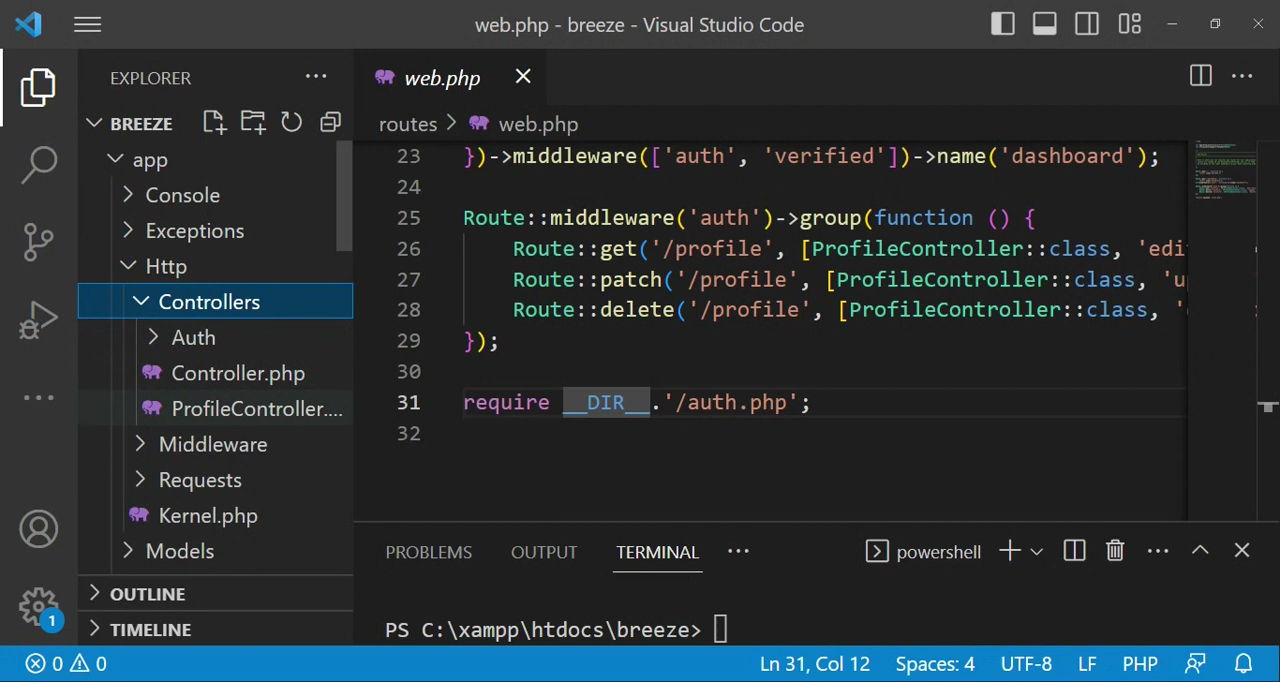 web.php - breeze - Visual Studio Code
EXPLORER
BREEZE
app
Console
Exceptions
Http
Controllers
Auth
Controller.php
ProfileController....
Middleware
Requests
Kernel.php
Models
OUTLINE
TIMELINE
1
web.php
routes > web.php
23 })->middleware(['auth', 'verified'])->name('dashboard');
24
25 Route::middleware('auth')->group(function () {
26 Route::get('/profile', [ProfileController::class, 'edi
27 Route::patch('/profile', [ProfileController::class, 'u
28 Route::delete('/profile', [ProfileController::class, '
29 });
30
31 require __DIR__.'/auth.php';
32
PROBLEMS OUTPUT TERMINAL ... powershell
PS C:\xampp\htdocs\breeze>
0 0 Ln 31, Col 12 Spaces: 4 UTF-8 LF PHP